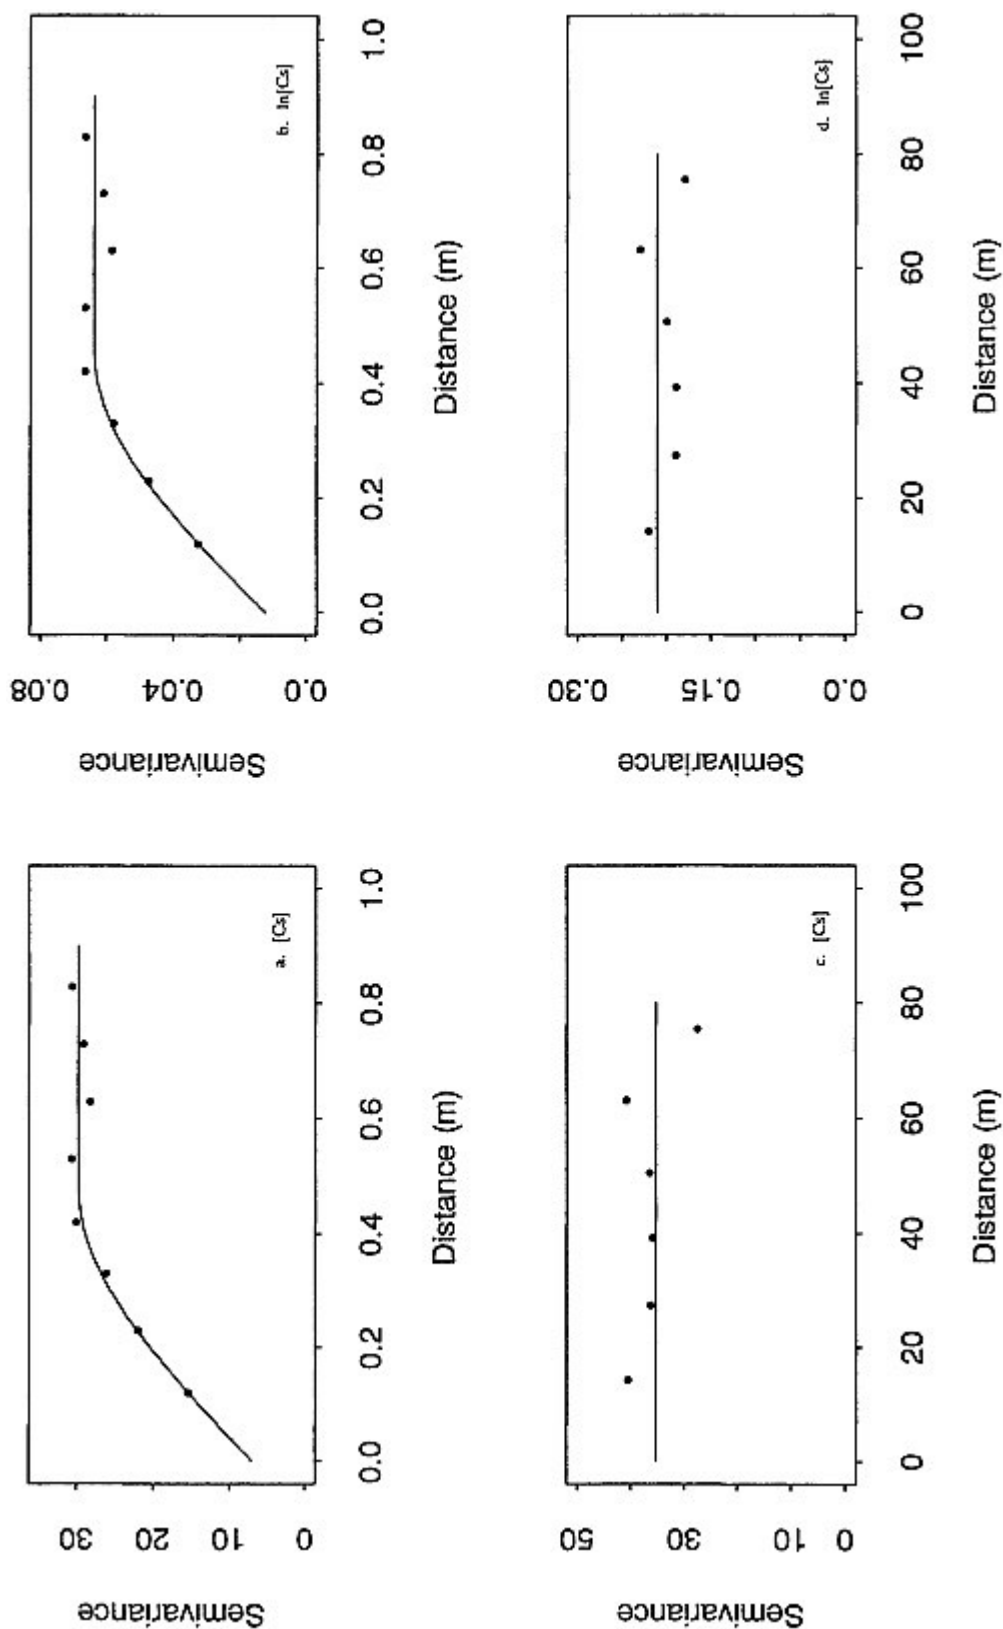 Semivariance
0 10 20 30
a. [Cs]
0.0 0.2 0.4 0.6 0.8 1.0
Distance (m)
Semivariance
0.0 0.04 0.08
b. ln[Cs]
0.0 0.2 0.4 0.6 0.8 1.0
Distance (m)
Semivariance
0 10 30 50
c. [Cs]
0 20 40 60 80 100
Distance (m)
Semivariance
0.0 0.15 0.30
d. ln[Cs]
0 20 40 60 80 100
Distance (m)